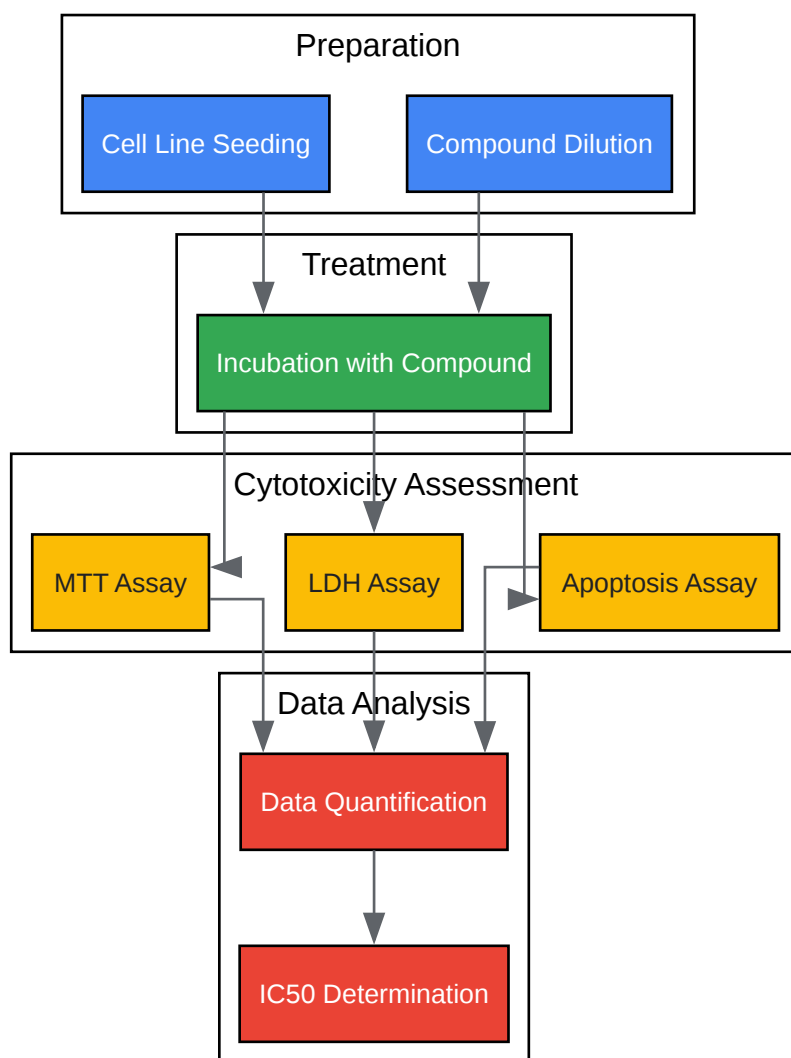 Preparation
Cell Line Seeding
Compound Dilution
Treatment
Incubation with Compound
Cytotoxicity Assessment
MTT Assay
LDH Assay
Apoptosis Assay
Data Analysis
Data Quantification
IC50 Determination